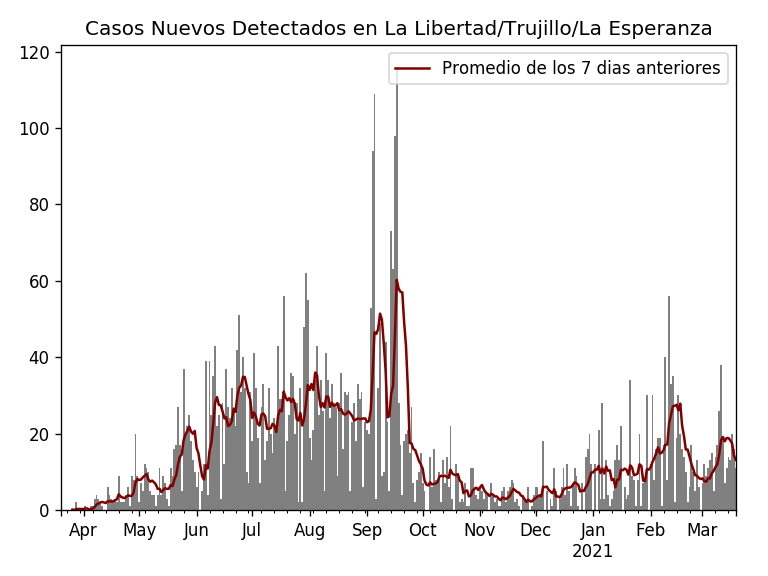 Casos Nuevos Detectados en La Libertad/Trujillo/La Esperanza
Promedio de los 7 dias anteriores
120
100
80
60
40
20
0
Apr May Jun Jul Aug Sep Oct Nov Dec Jan Feb Mar
2021